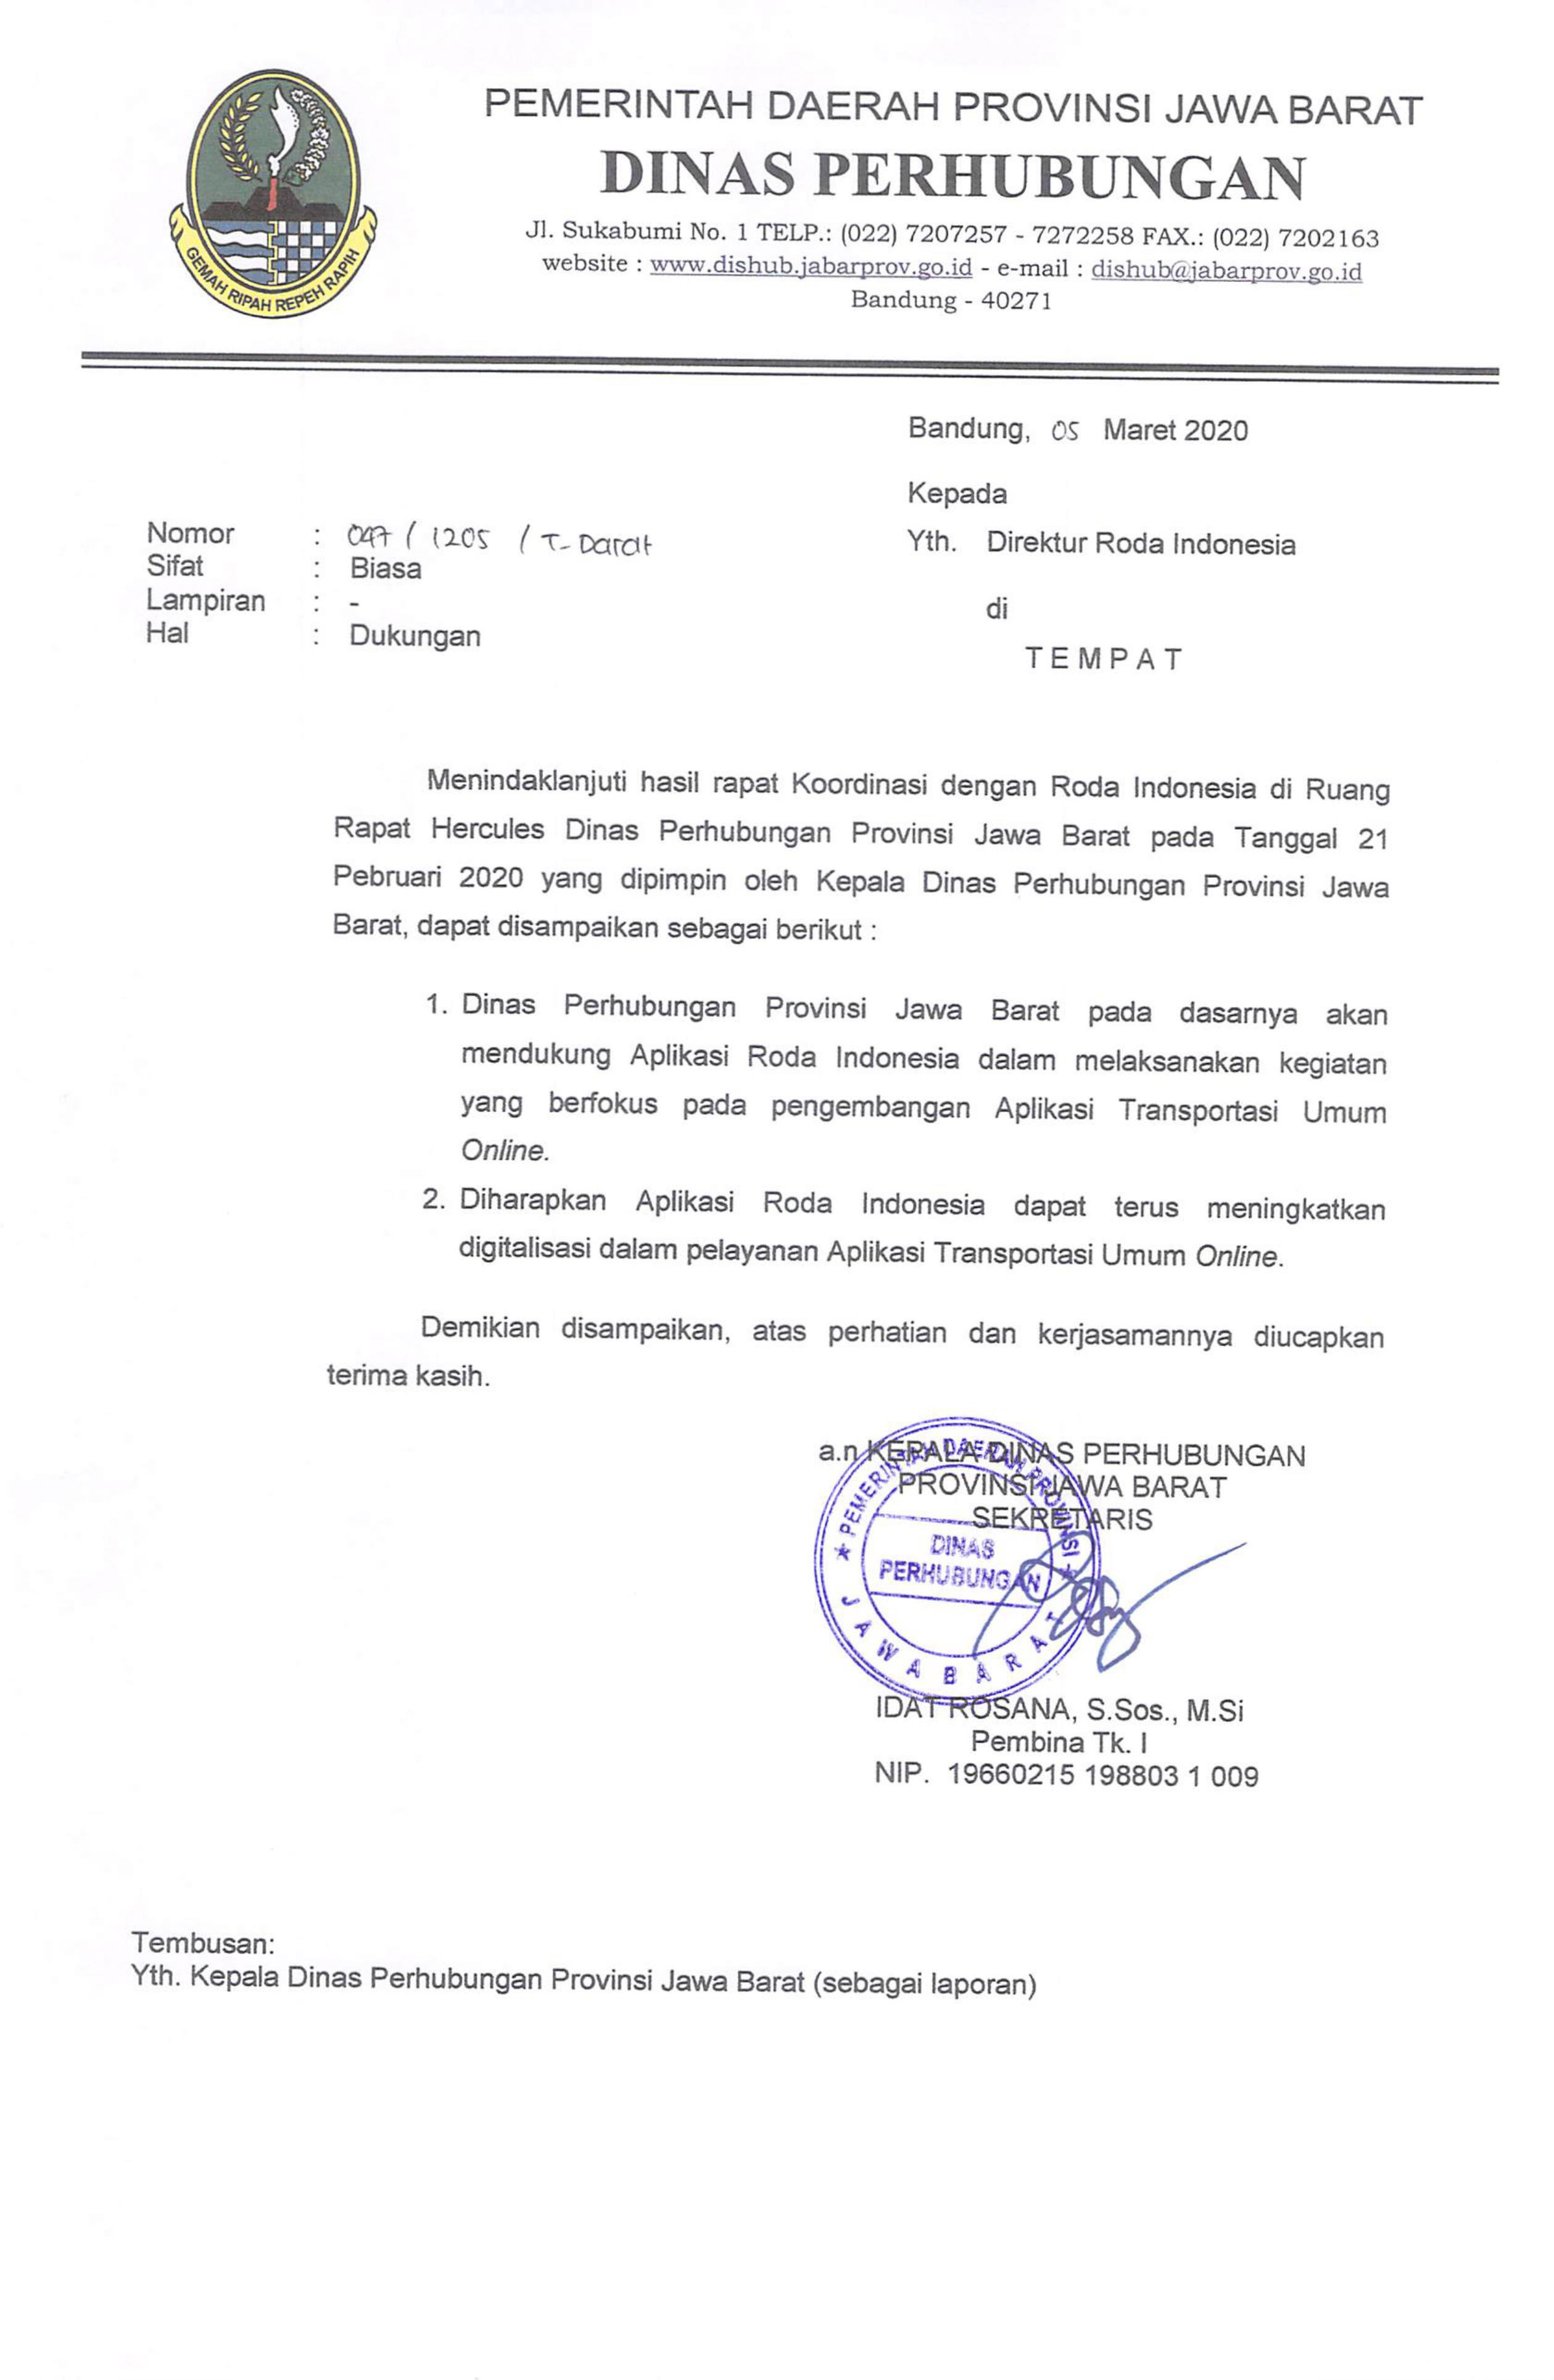 PEMERINTAH DAERAH PROVINSI JAWA BARAT
DINAS PERHUBUNGAN
Jl. Sukabumi No. 1 TELP.: (022) 7207257 - 7272258 FAX.: (022) 7202163
website : www.dishub.jabarprov.go.id - e-mail : dishub@jabarprov.go.id
Bandung - 40271
GEMAH RIPAH REPEH RAPIH
Bandung, 05 Maret 2020
Kepada
Yth. Direktur Roda Indonesia
di
TEMPAT
Nomor : 047 / 1205 / T-Darat
Sifat : Biasa
Lampiran : -
Hal : Dukungan
Menindaklanjuti hasil rapat Koordinasi dengan Roda Indonesia di Ruang
Rapat Hercules Dinas Perhubungan Provinsi Jawa Barat pada Tanggal 21
Pebruari 2020 yang dipimpin oleh Kepala Dinas Perhubungan Provinsi Jawa
Barat, dapat disampaikan sebagai berikut :
1. Dinas Perhubungan Provinsi Jawa Barat pada dasarnya akan
mendukung Aplikasi Roda Indonesia dalam melaksanakan kegiatan
yang berfokus pada pengembangan Aplikasi Transportasi Umum
Online.
2. Diharapkan Aplikasi Roda Indonesia dapat terus meningkatkan
digitalisasi dalam pelayanan Aplikasi Transportasi Umum Online.
Demikian disampaikan, atas perhatian dan kerjasamannya diucapkan
terima kasih.
a.n KEPALA DINAS PERHUBUNGAN
PROVINSI JAWA BARAT
SEKRETARIS
PEMERINTAH DAERAH PROVINSI
DINAS
PERHUBUNGAN
JAWA BARAT
IDAT ROSANA, S.Sos., M.Si
Pembina Tk. I
NIP. 19660215 198803 1 009
Tembusan:
Yth. Kepala Dinas Perhubungan Provinsi Jawa Barat (sebagai laporan)